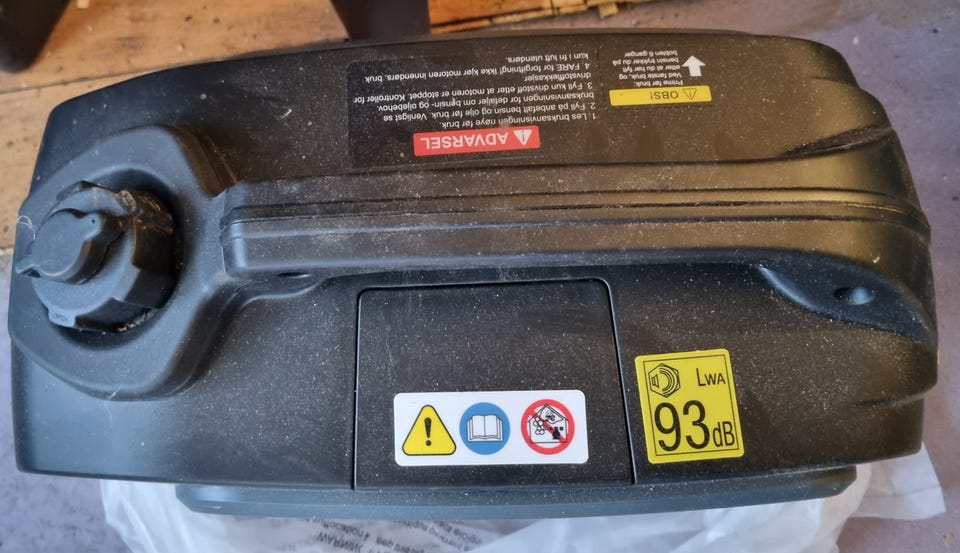 ADVARSEL
1. Les bruksanvisningen nøye før bruk.
2. Fyll anbefalt bensin og olje før bruk. Venligst se
bruksanvisningen for detaljer om bensin og oljebehov.
3. Fyll kun drivstoff etter at motoren er stoppet. Kontroller for
drivstofflekkasjer.
4. FARE for forgiftning! Ikke kjør motoren innendørs, bruk
kun i fri luft utendørs.
OBS!
Prime før bruk:
Ved første bruk, og
etter at du har fylt
bensin trykker du på
6 ganger
OPEN
LWA
93dB